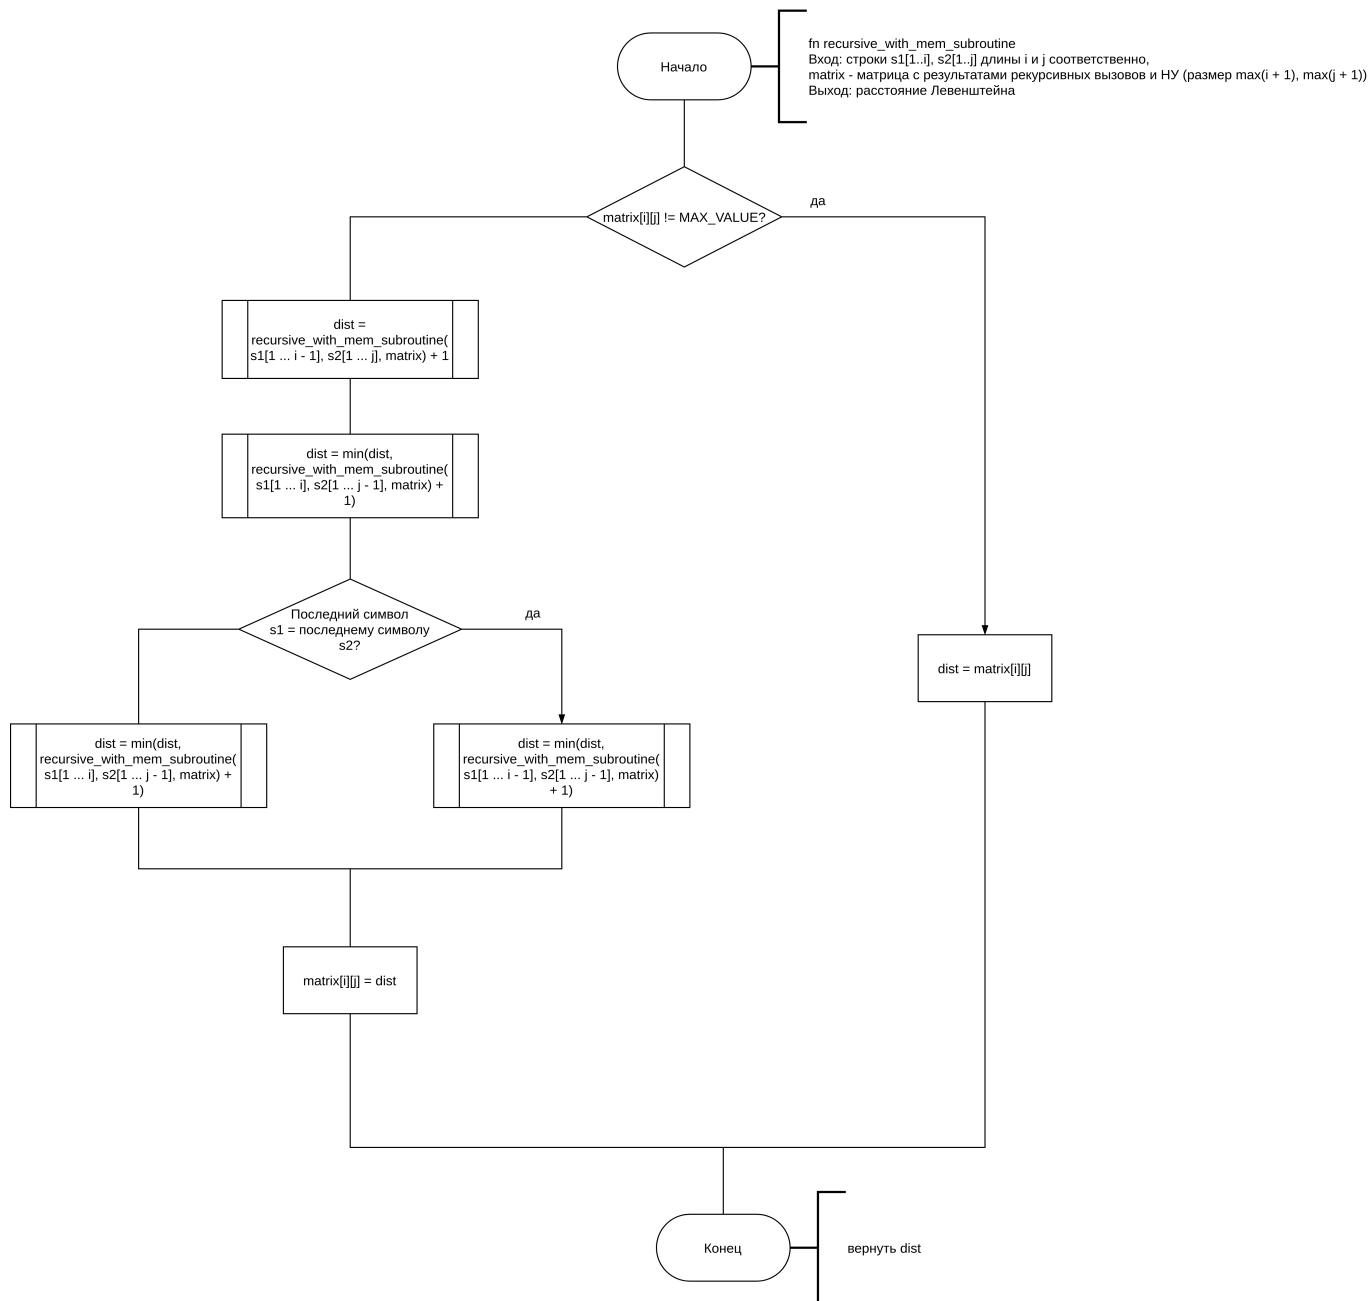 Начало
fn recursive_with_mem_subroutine
Вход: строки s1[1..i], s2[1..j] длины i и j соответственно,
matrix - матрица с результатами рекурсивных вызовов и НУ (размер max(i + 1), max(j + 1))
Выход: расстояние Левенштейна
matrix[i][j] != MAX_VALUE?
да
dist =
recursive_with_mem_subroutine(
s1[1 ... i - 1], s2[1 ... j], matrix) + 1
dist = min(dist,
recursive_with_mem_subroutine(
s1[1 ... i], s2[1 ... j - 1], matrix) +
1)
Последний символ
s1 = последнему символу
s2?
да
dist = matrix[i][j]
dist = min(dist,
recursive_with_mem_subroutine(
s1[1 ... i], s2[1 ... j - 1], matrix) +
1)
dist = min(dist,
recursive_with_mem_subroutine(
s1[1 ... i - 1], s2[1 ... j - 1], matrix)
+ 1)
matrix[i][j] = dist
Конец
вернуть dist